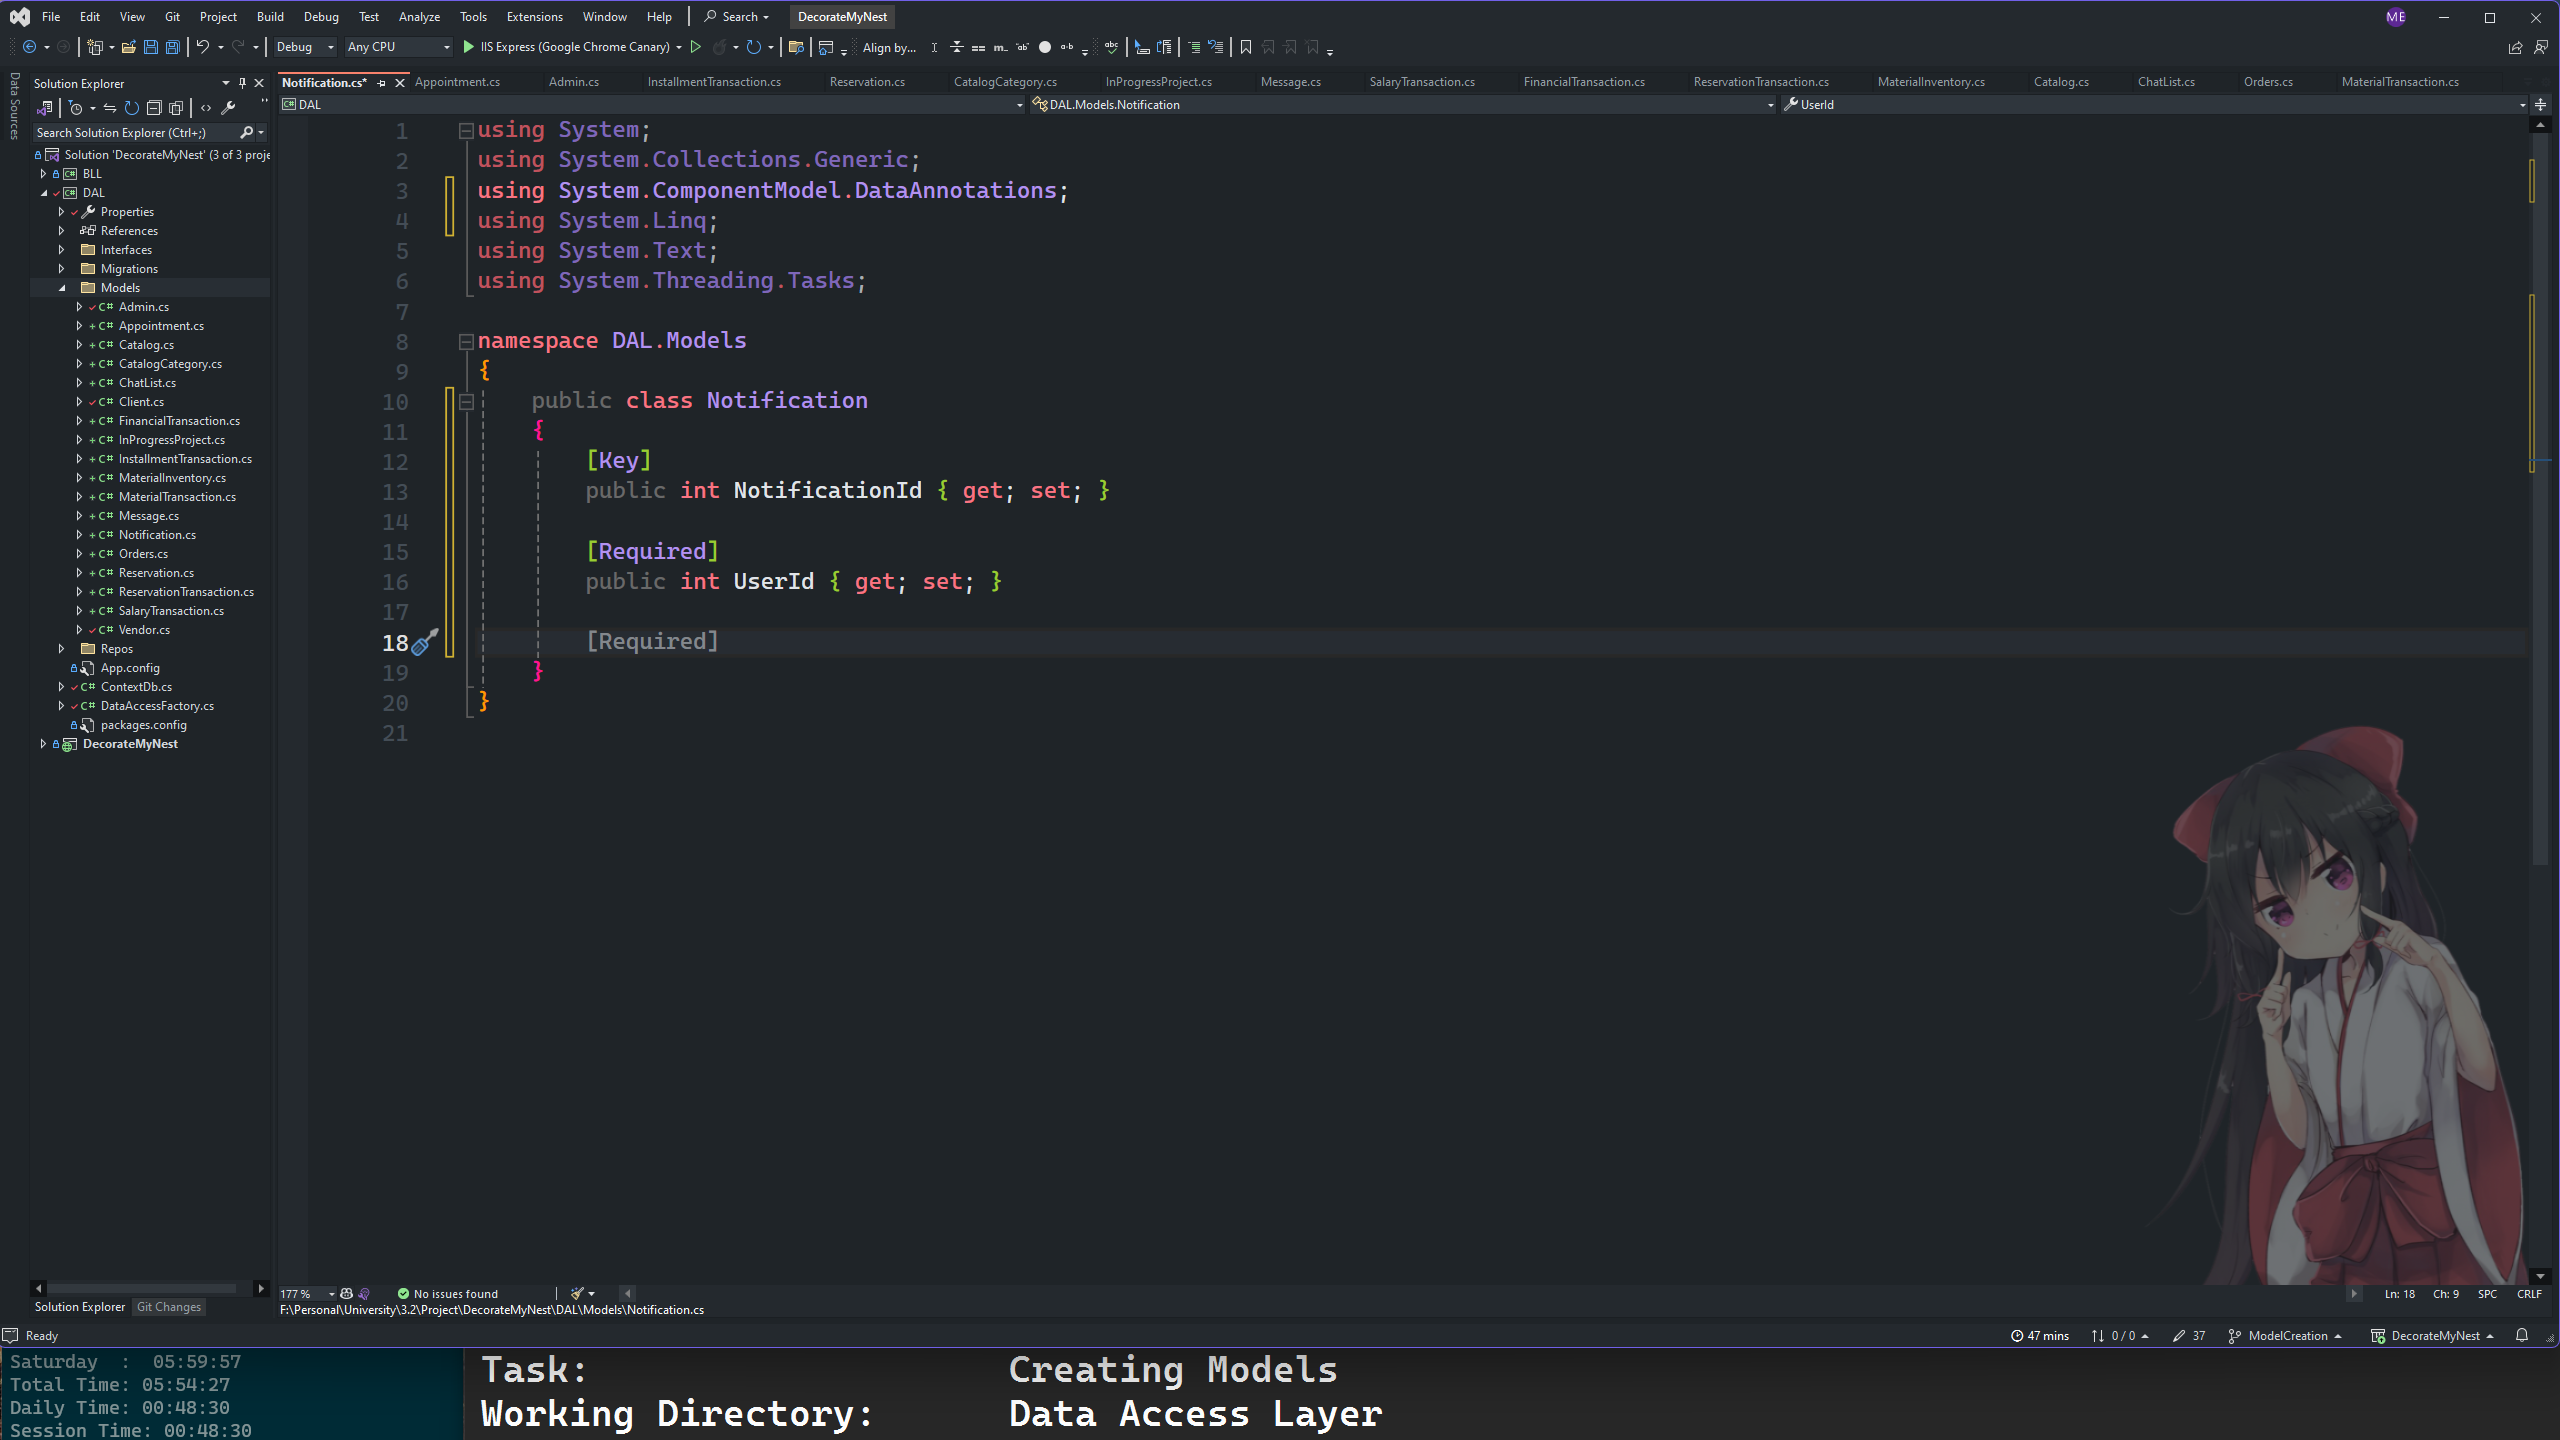 File Edit View Git Project Build Debug Test Analyze Tools Extensions Window Help Search DecorateMyNest ME
Debug Any CPU IIS Express (Google Chrome Canary) Align by...
Data Sources
Solution Explorer
Search Solution Explorer (Ctrl+;)
Solution 'DecorateMyNest' (3 of 3 proje
BLL
DAL
Properties
References
Interfaces
Migrations
Models
Admin.cs
Appointment.cs
Catalog.cs
CatalogCategory.cs
ChatList.cs
Client.cs
FinancialTransaction.cs
InProgressProject.cs
InstallmentTransaction.cs
MaterialInventory.cs
MaterialTransaction.cs
Message.cs
Notification.cs
Orders.cs
Reservation.cs
ReservationTransaction.cs
SalaryTransaction.cs
Vendor.cs
Repos
App.config
ContextDb.cs
DataAccessFactory.cs
packages.config
DecorateMyNest
Solution Explorer Git Changes
Notification.cs* Appointment.cs Admin.cs InstallmentTransaction.cs Reservation.cs CatalogCategory.cs InProgressProject.cs Message.cs SalaryTransaction.cs FinancialTransaction.cs ReservationTransaction.cs MaterialInventory.cs Catalog.cs ChatList.cs Orders.cs MaterialTransaction.cs
DAL DAL.Models.Notification UserId
1 using System;
2 using System.Collections.Generic;
3 using System.ComponentModel.DataAnnotations;
4 using System.Linq;
5 using System.Text;
6 using System.Threading.Tasks;
7
8 namespace DAL.Models
9 {
10 public class Notification
11 {
12 [Key]
13 public int NotificationId { get; set; }
14
15 [Required]
16 public int UserId { get; set; }
17
18 [Required]
19 }
20 }
21
177 % No issues found Ln: 18 Ch: 9 SPC CRLF
F:\Personal\University\3.2\Project\DecorateMyNest\DAL\Models\Notification.cs
Ready 47 mins 0 / 0 37 ModelCreation DecorateMyNest
Saturday : 05:59:57
Total Time: 05:54:27
Daily Time: 00:48:30
Session Time: 00:48:30
Task: Creating Models
Working Directory: Data Access Layer